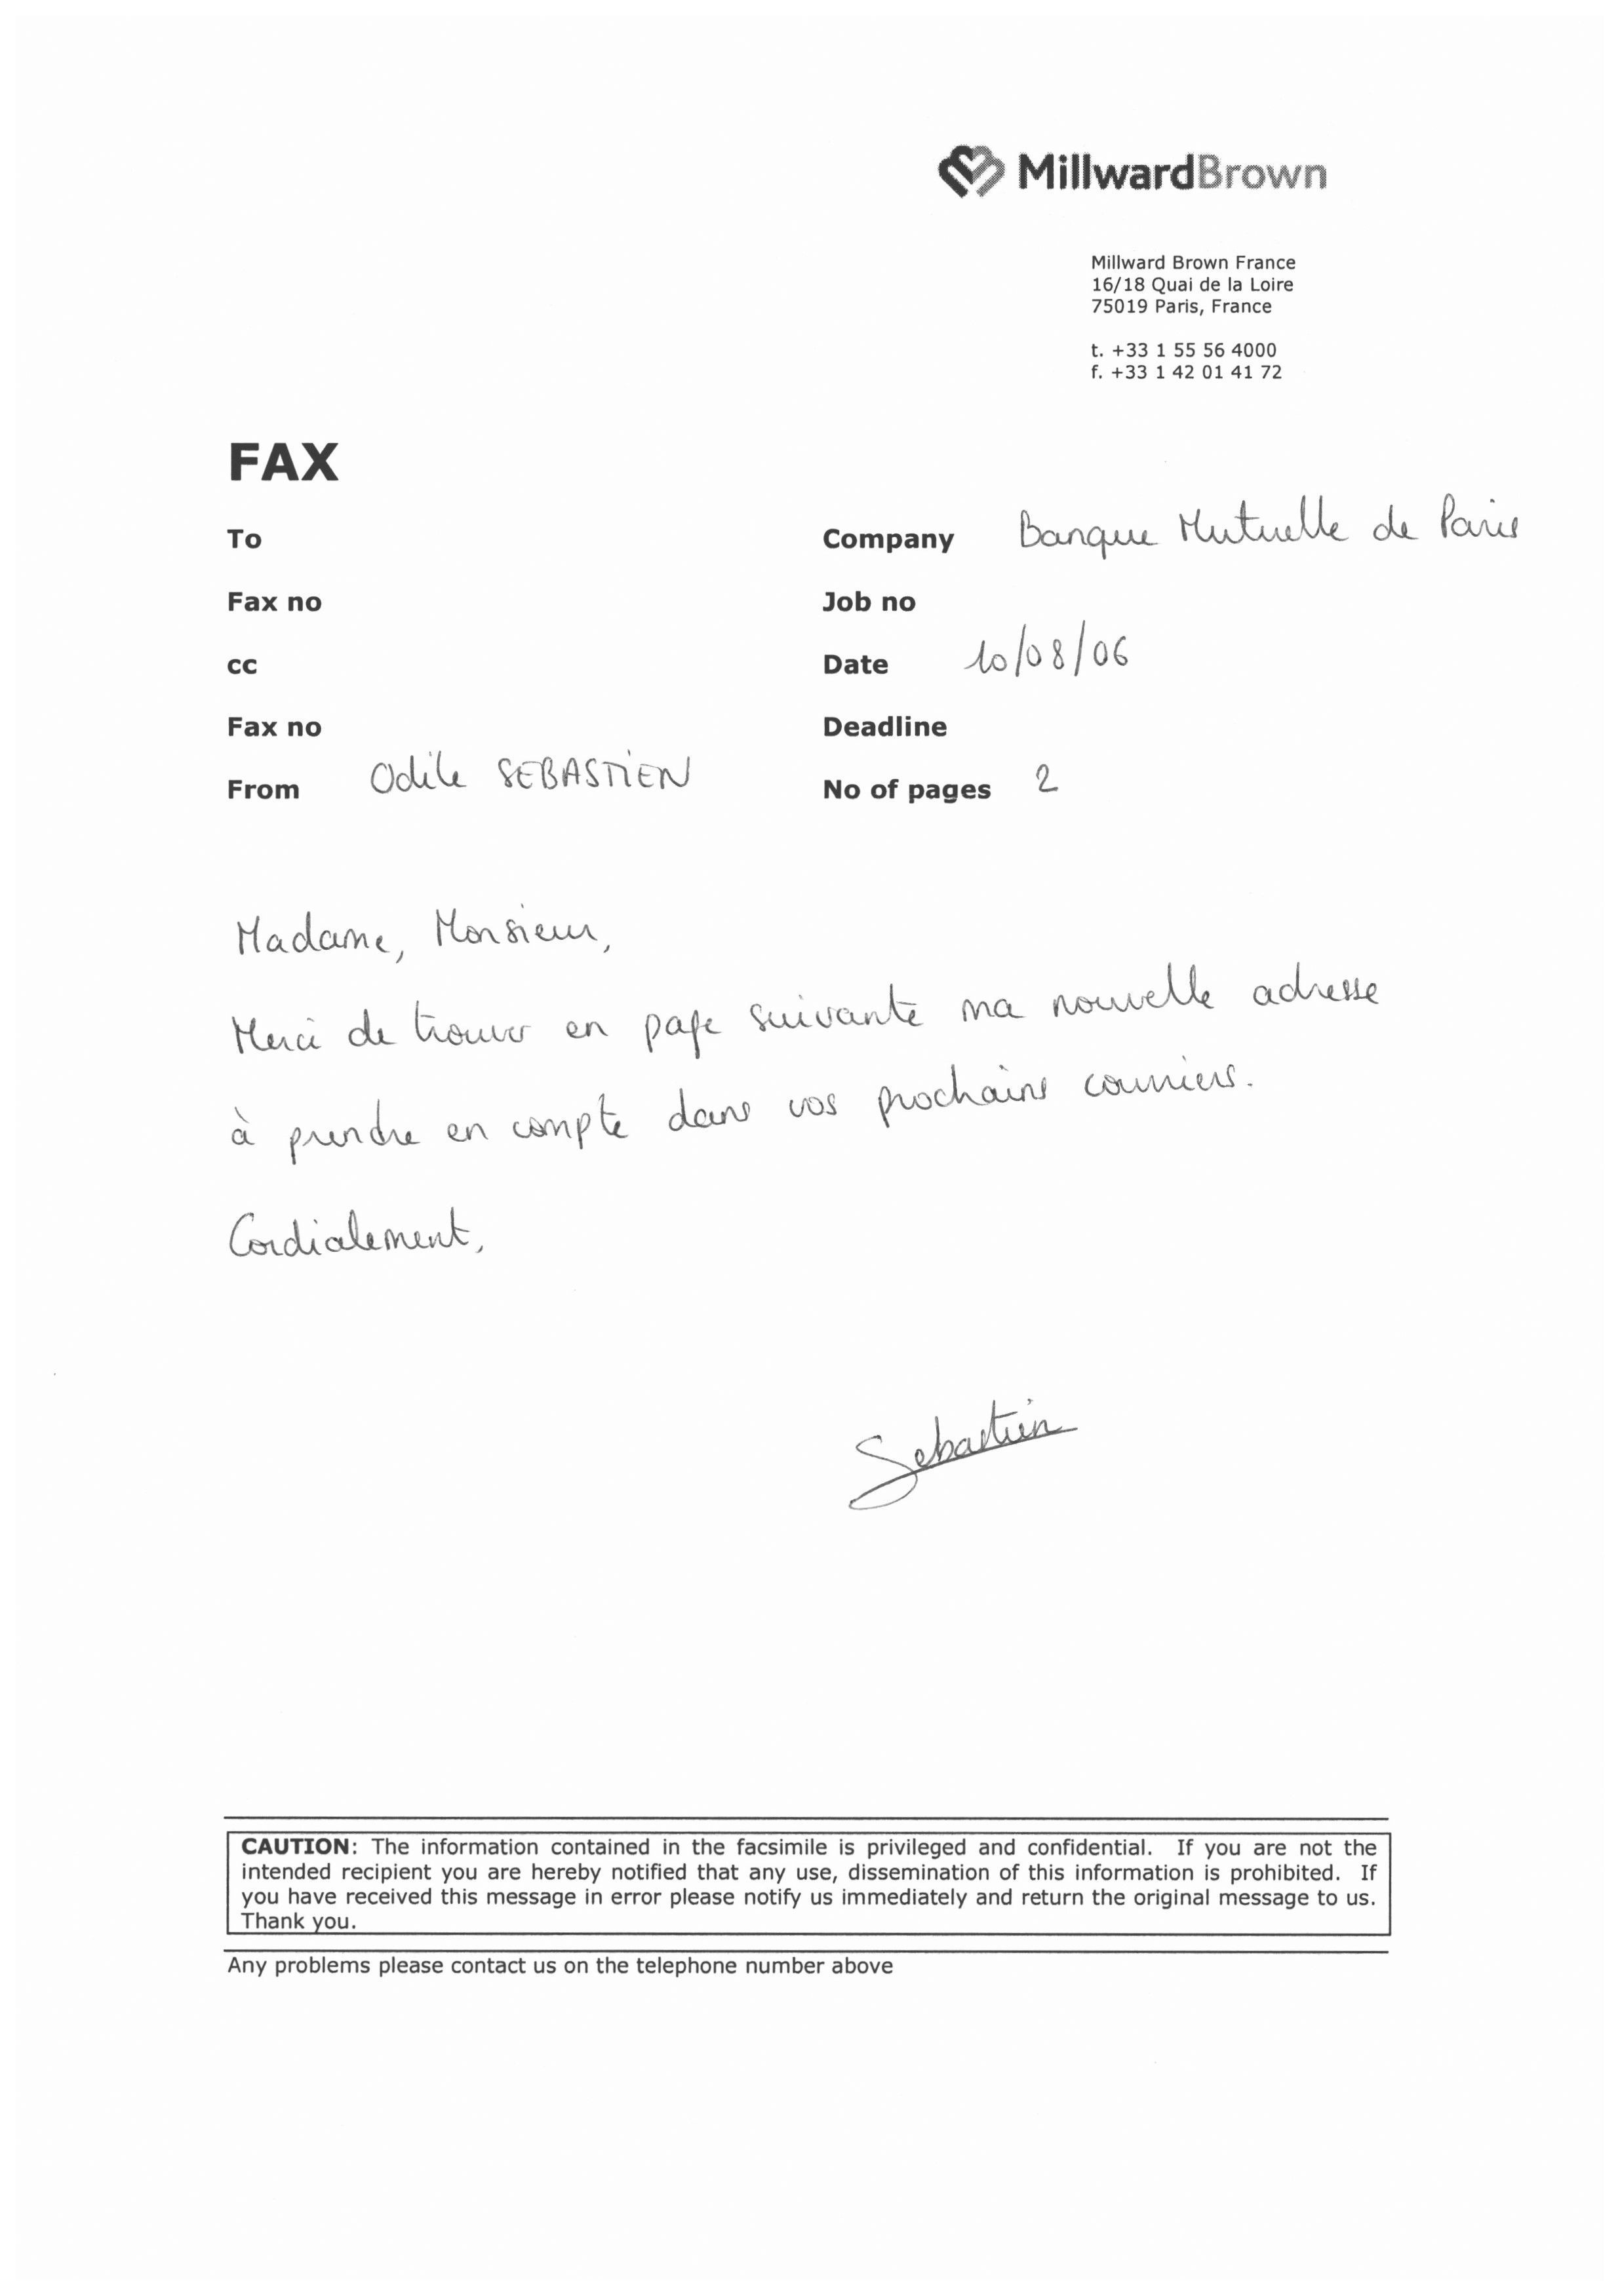 MillwardBrown
Millward Brown France
16/18 Quai de la Loire
75019 Paris, France
t. +33 1 55 56 4000
f. +33 1 42 01 41 72
FAX
To
Company Banque Mutuelle de Paris
Fax no
Job no
cc
Date 10/08/06
Fax no
Deadline
From Odile SEBASTIEN
No of pages 2
Madame, Monsieur,
Merci de trouver en page suivante ma nouvelle adresse
à prendre en compte dans vos prochains courriers.
Cordialement,
Sebastien
CAUTION: The information contained in the facsimile is privileged and confidential. If you are not the
intended recipient you are hereby notified that any use, dissemination of this information is prohibited. If
you have received this message in error please notify us immediately and return the original message to us.
Thank you.
Any problems please contact us on the telephone number above